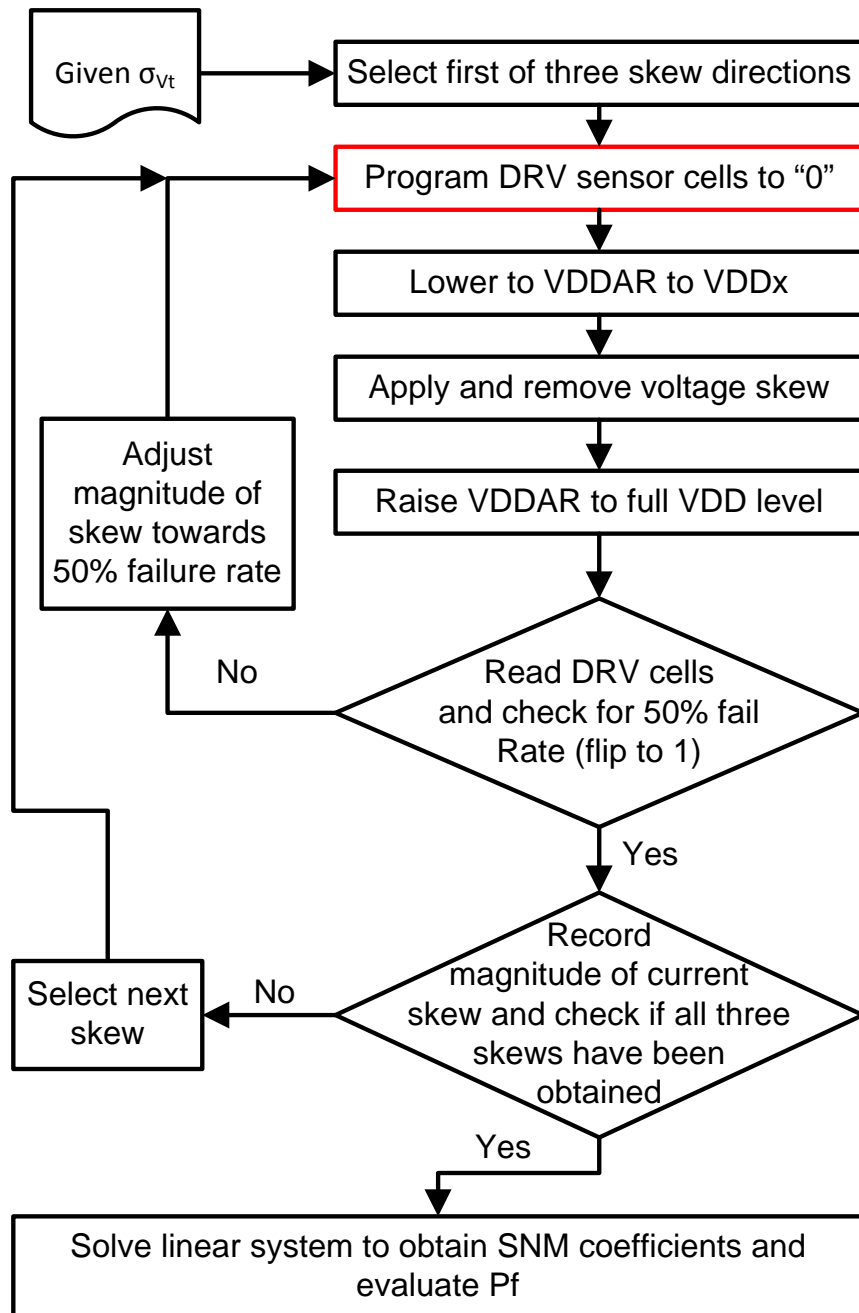 Given σVt
Select first of three skew directions
Program DRV sensor cells to “0”
Lower to VDDAR to VDDx
Apply and remove voltage skew
Raise VDDAR to full VDD level
Adjust
magnitude of
skew towards
50% failure rate
No
Read DRV cells
and check for 50% fail
Rate (flip to 1)
Yes
Record
magnitude of current
skew and check if all three
skews have been
obtained
No
Select next
skew
Yes
Solve linear system to obtain SNM coefficients and
evaluate Pf